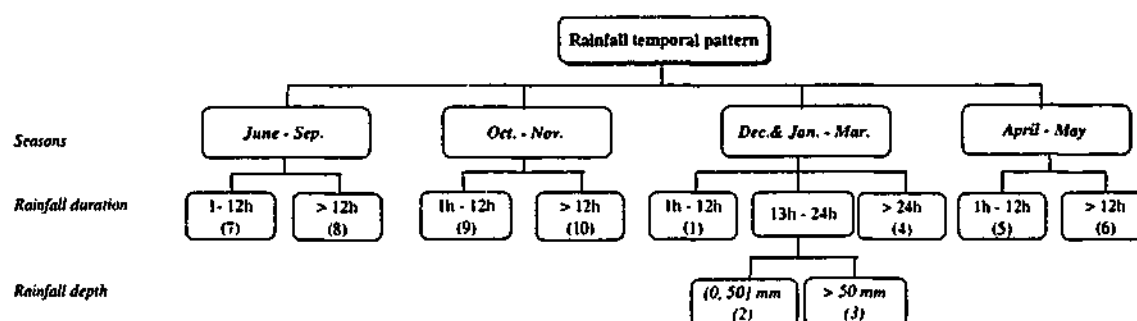 Rainfall temporal pattern
Seasons
June - Sep.
Oct. - Nov.
Dec.& Jan. - Mar.
April - May
Rainfall duration
1 - 12h
(7)
> 12h
(8)
1h - 12h
(9)
> 12h
(10)
1h - 12h
(1)
13h - 24h
> 24h
(4)
1h - 12h
(5)
> 12h
(6)
Rainfall depth
(0, 50] mm
(2)
> 50 mm
(3)